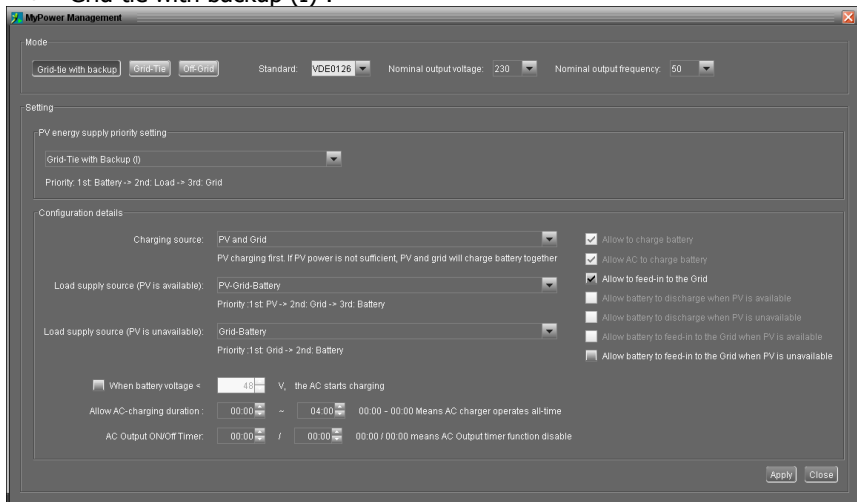 Grid-tie with backup (I) :
MyPower Management
Mode
Grid-tie with backup Grid-Tie Off-Grid Standard: VDE0126 Nominal output voltage: 230 Nominal output frequency: 50
Setting
PV energy supply priority setting
Grid-Tie with Backup (I)
Priority: 1st: Battery -> 2nd: Load -> 3rd: Grid
Configuration details
Charging source: PV and Grid
PV charging first. If PV power is not sufficient, PV and grid will charge battery together
Load supply source (PV is available): PV-Grid-Battery
Priority :1st: PV -> 2nd: Grid -> 3rd: Battery
Load supply source (PV is unavailable): Grid-Battery
Priority :1st: Grid -> 2nd: Battery
Allow to charge battery
Allow AC to charge battery
Allow to feed-in to the Grid
Allow battery to discharge when PV is available
Allow battery to discharge when PV is unavailable
Allow battery to feed-in to the Grid when PV is available
Allow battery to feed-in to the Grid when PV is unavailable
When battery voltage < 48 V, the AC starts charging
Allow AC-charging duration : 00:00 ~ 04:00 00:00 - 00:00 Means AC charger operates all-time
AC Output ON/Off Timer: 00:00 / 00:00 00:00 / 00:00 means AC Output timer function disable
Apply Close